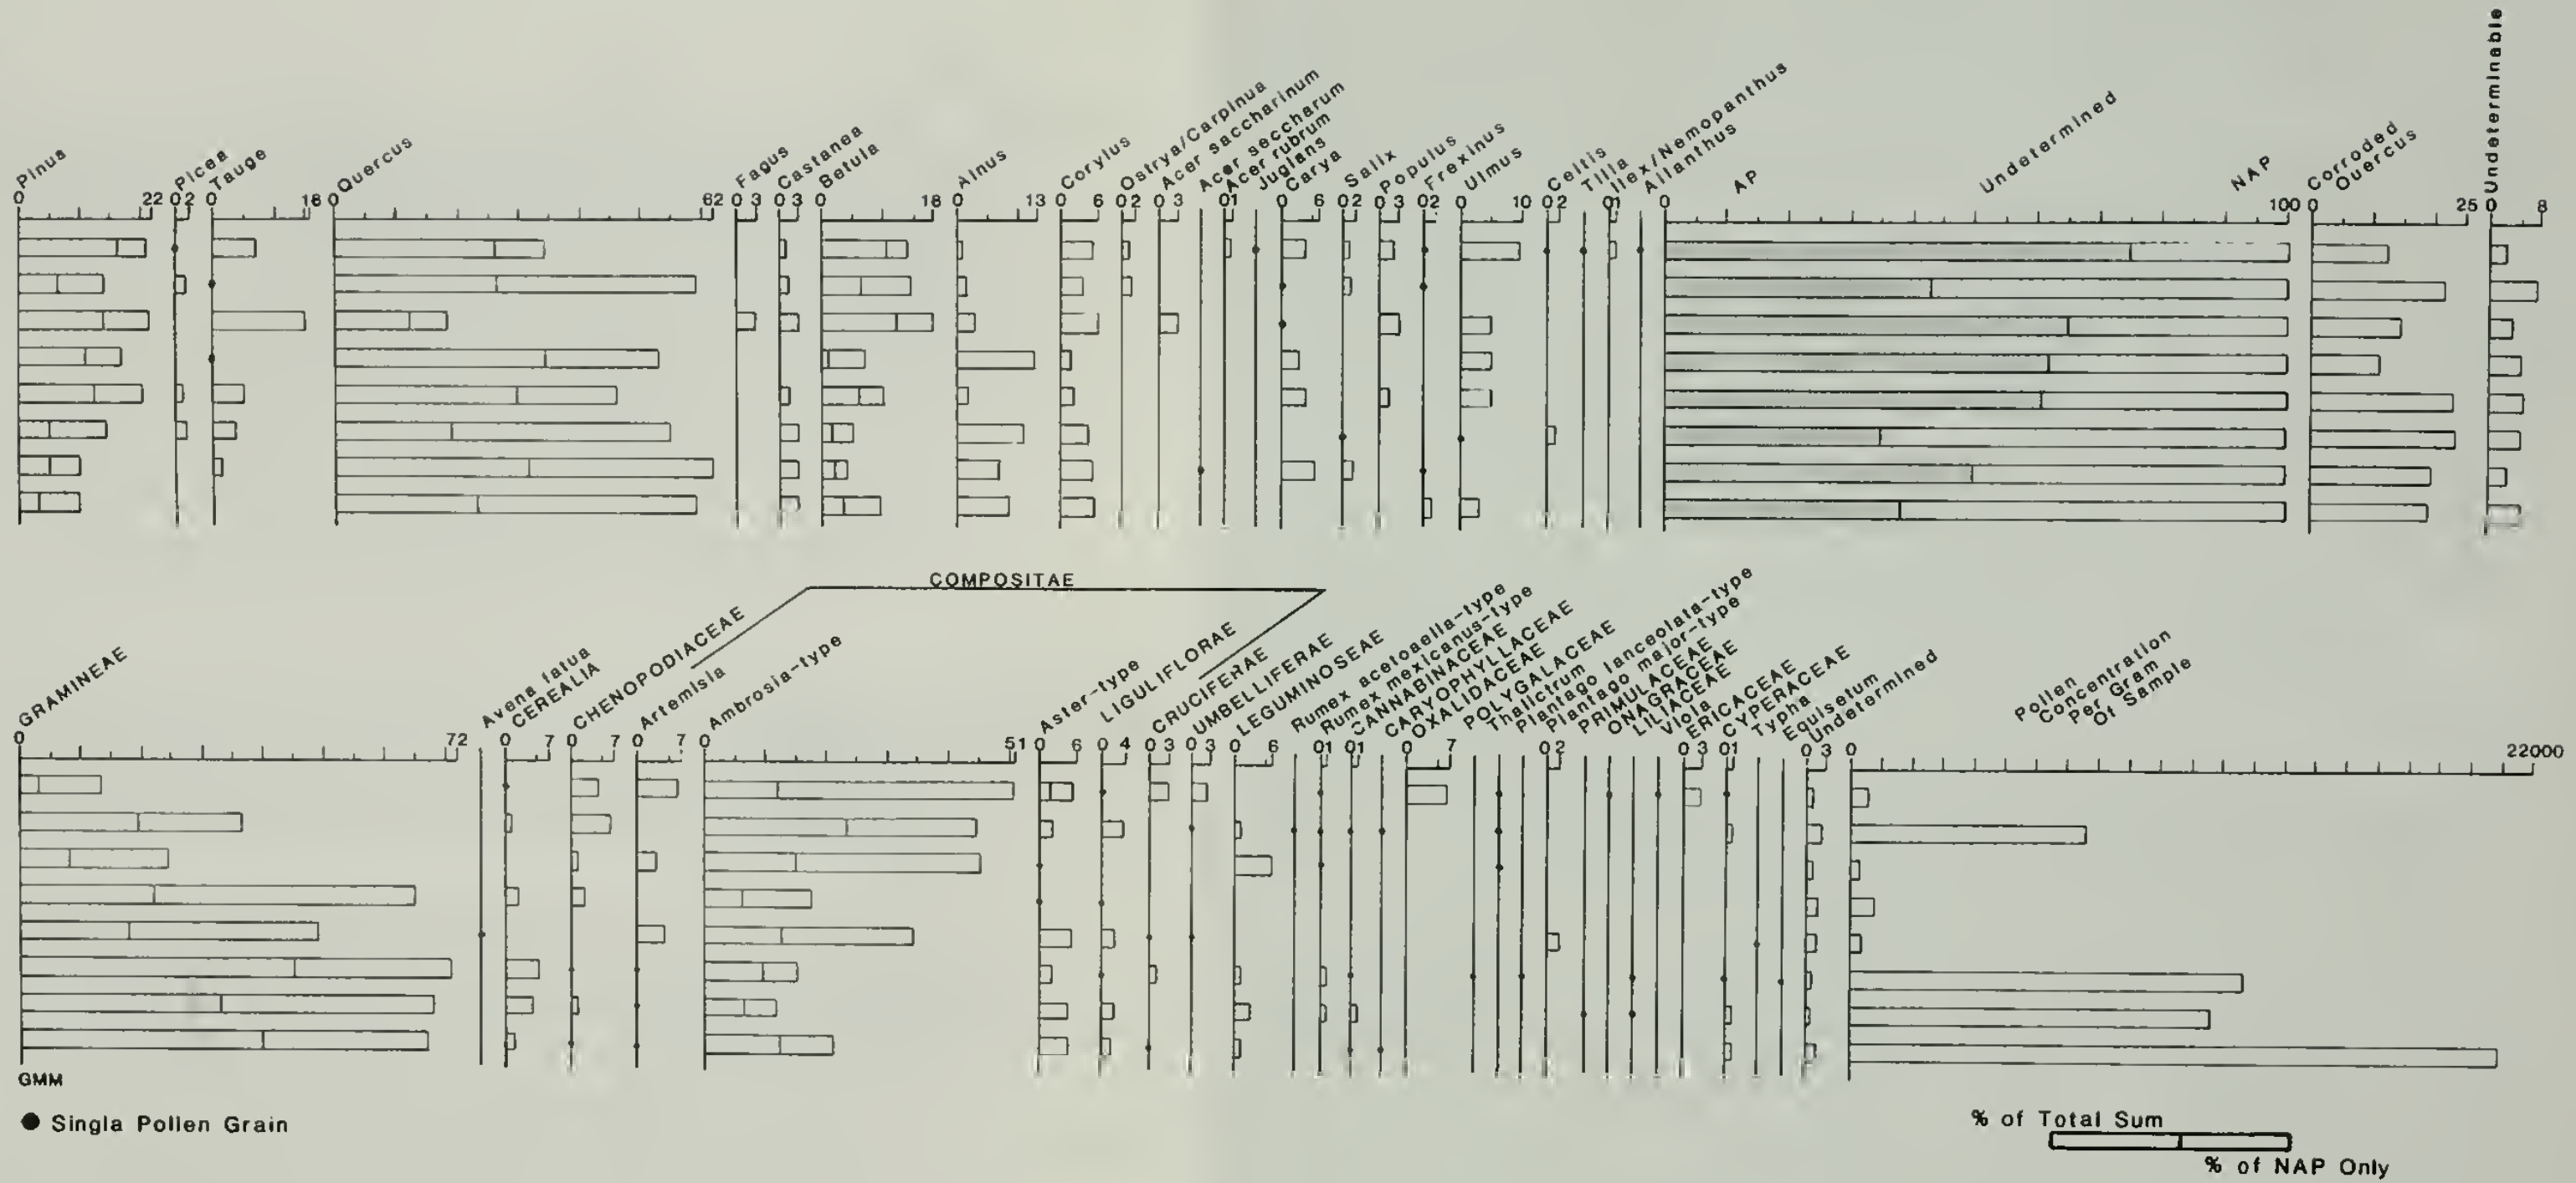 Pinus
Picea
Tauge
Quercus
Fagus
Castanea
Betula
Alnus
Corylus
Ostrya/Carpinus
Acer saccharinum
Acer saccharum
Acer rubrum
Juglans
Carya
Salix
Populus
Frexinus
Ulmus
Celtis
Tilia
Ilex/Nemopanthus
Ailanthus
AP
Undetermined
NAP
Corroded
Quercus
Undeterminable
0 22 0 2 0 18 0 62 0 3 0 3 0 18 0 13 0 6 0 2 0 3 0 1 0 6 0 2 0 3 0 2 0 10 0 2 0 1 0 100 0 25 0 8
COMPOSITAE
GRAMINEAE
Avena fatua
CEREALIA
CHENOPODIACEAE
Artemisia
Ambrosia-type
Aster-type
LIGULIFLORAE
CRUCIFERAE
UMBELLIFERAE
LEGUMINOSEAE
Rumex acetosella-type
Rumex mexicanus-type
CANNABINACEAE
CARYOPHYLLACEAE
OXALIDACEAE
POLYGALACEAE
Thalictrum
Plantago lanceolata-type
Plantago major-type
PRIMULACEAE
ONAGRACEAE
LILIACEAE
Viola
ERICACEAE
CYPERACEAE
Typha
Equisetum
Undetermined
Pollen
Concentration
Per Gram
Of Sample
0 72 0 7 0 7 0 7 0 51 0 6 0 4 0 3 0 3 0 6 0 1 0 1 0 7 0 2 0 3 0 1 0 3 0 22000
GMM
Singla Pollen Grain
% of Total Sum
% of NAP Only